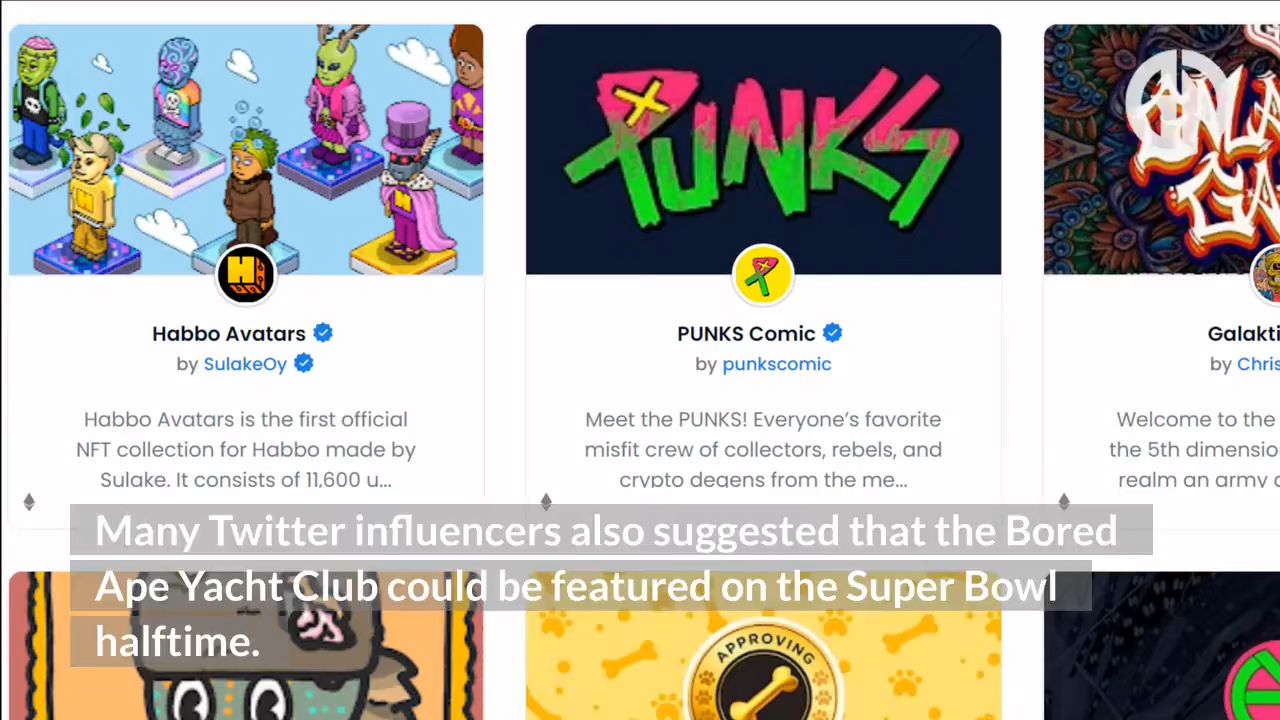 PUNKS
Habbo Avatars
by SulakeOy
Habbo Avatars is the first official
NFT collection for Habbo made by
Sulake. It consists of 11,600 u...
PUNKS Comic
by punkscomic
Meet the PUNKS! Everyone’s favorite
misfit crew of collectors, rebels, and
crypto degens from the me...
Galakti
by Chris
Welcome to the
the 5th dimension
realm an army
Many Twitter influencers also suggested that the Bored
Ape Yacht Club could be featured on the Super Bowl
halftime.
APPROVING